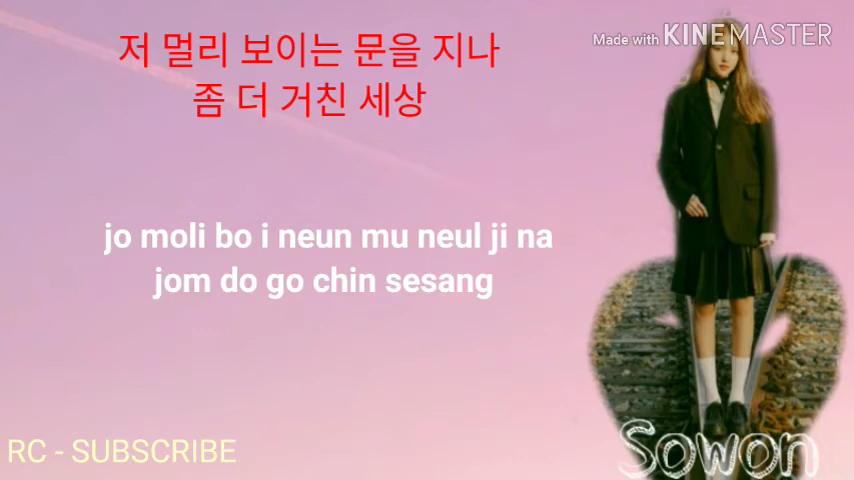 저 멀리 보이는 문을 지나
Made with KINEMASTER
좀 더 거친 세상
jo moli bo i neun mu neul ji na
jom do go chin sesang
RC - SUBSCRIBE
Sowon